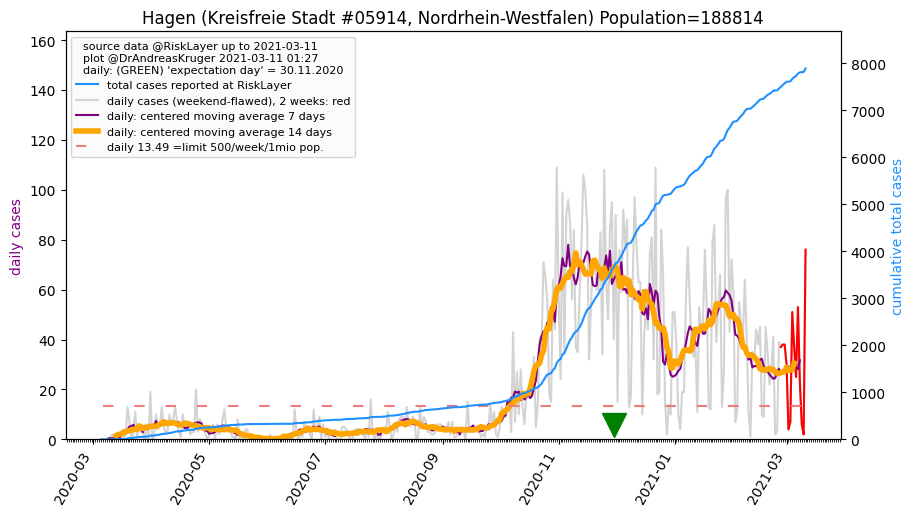 Hagen (Kreisfreie Stadt #05914, Nordrhein-Westfalen) Population=188814
source data @RiskLayer up to 2021-03-11
plot @DrAndreasKruger 2021-03-11 01:27
daily: (GREEN) 'expectation day' = 30.11.2020
total cases reported at RiskLayer
daily cases (weekend-flawed), 2 weeks: red
daily: centered moving average 7 days
daily: centered moving average 14 days
daily 13.49 =limit 500/week/1mio pop.
daily cases
160
140
120
100
80
60
40
20
0
cumulative total cases
8000
7000
6000
5000
4000
3000
2000
1000
0
2020-03
2020-05
2020-07
2020-09
2020-11
2021-01
2021-03